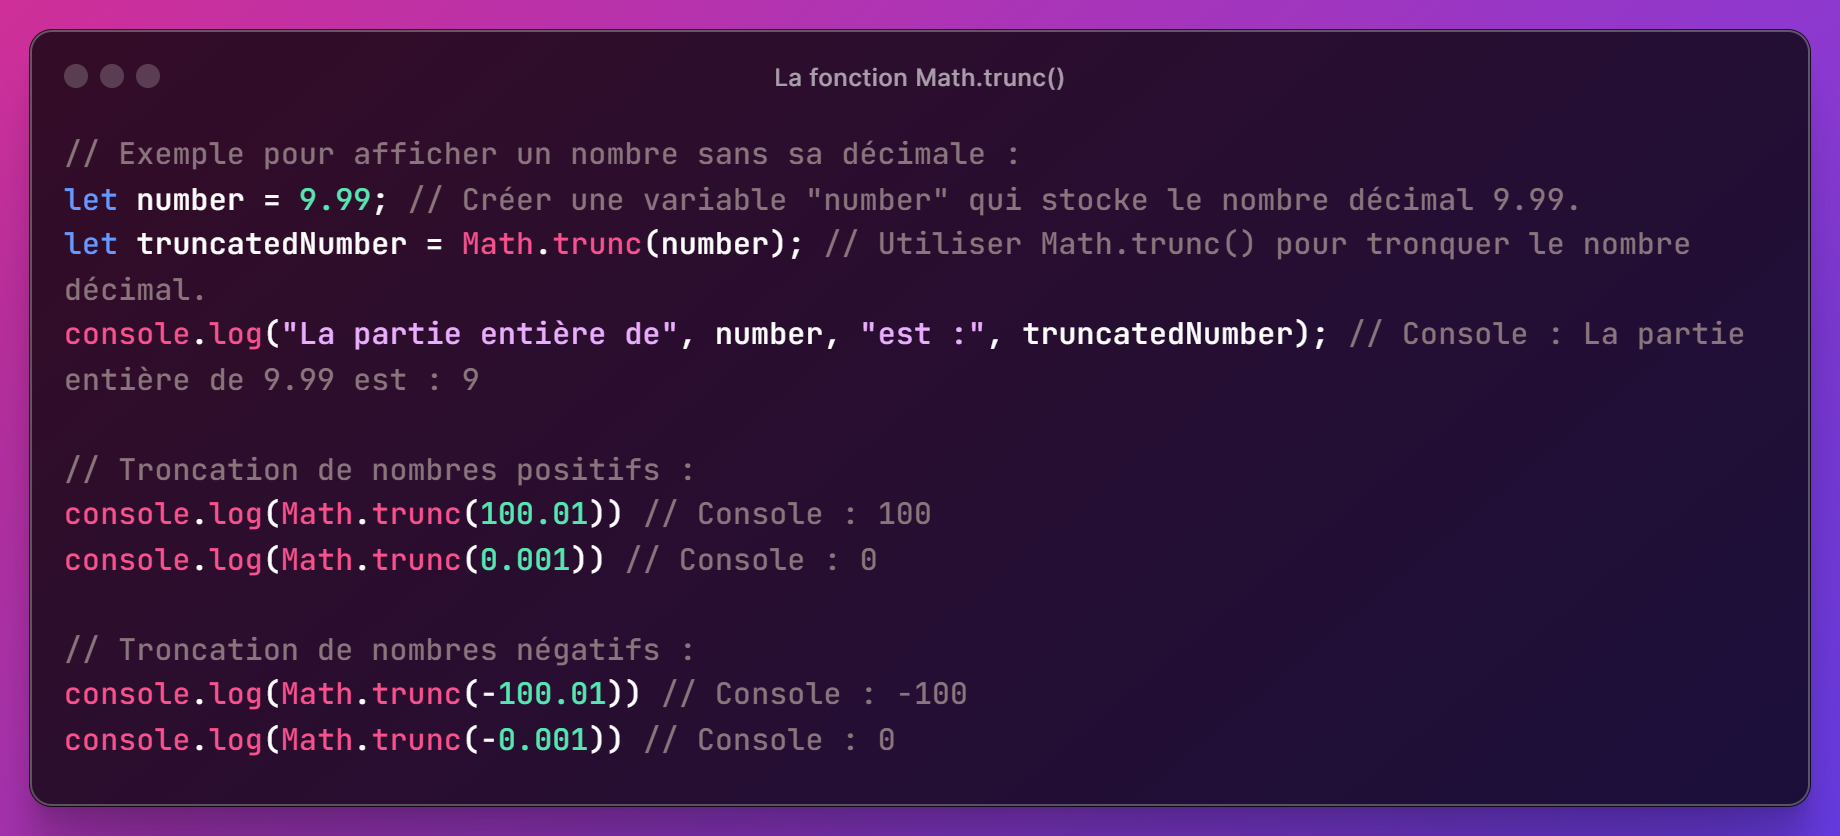 La fonction Math.trunc()
// Exemple pour afficher un nombre sans sa décimale :
let number = 9.99; // Créer une variable "number" qui stocke le nombre décimal 9.99.
let truncatedNumber = Math.trunc(number); // Utiliser Math.trunc() pour tronquer le nombre
décimal.
console.log("La partie entière de", number, "est :", truncatedNumber); // Console : La partie
entière de 9.99 est : 9
// Troncation de nombres positifs :
console.log(Math.trunc(100.01)) // Console : 100
console.log(Math.trunc(0.001)) // Console : 0
// Troncation de nombres négatifs :
console.log(Math.trunc(-100.01)) // Console : -100
console.log(Math.trunc(-0.001)) // Console : 0